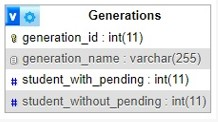 v Generations
generation_id : int(11)
generation_name : varchar(255)
# student_with_pending : int(11)
# student_without_pending : int(11)